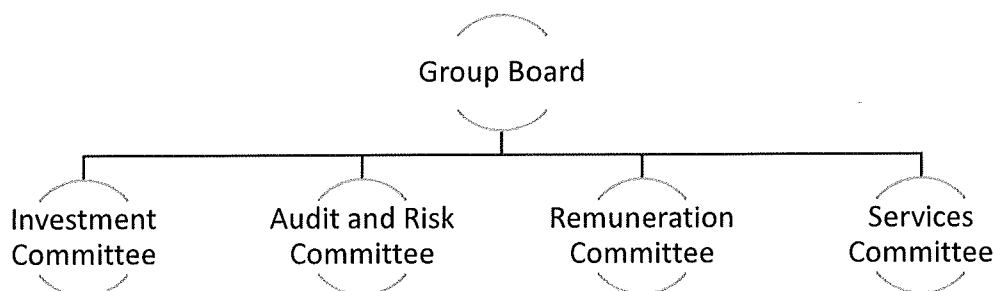 Group Board
Investment
Committee
Audit and Risk
Committee
Remuneration
Committee
Services
Committee